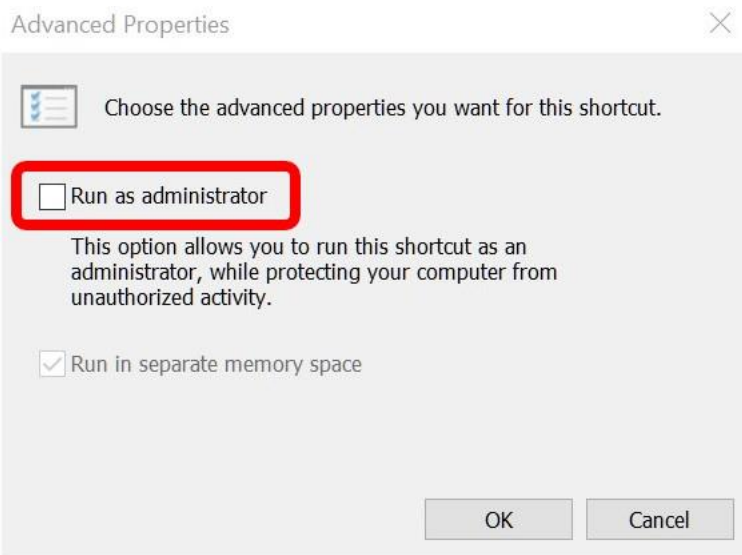 Advanced Properties
Choose the advanced properties you want for this shortcut.
Run as administrator
This option allows you to run this shortcut as an
administrator, while protecting your computer from
unauthorized activity.
Run in separate memory space
OK
Cancel